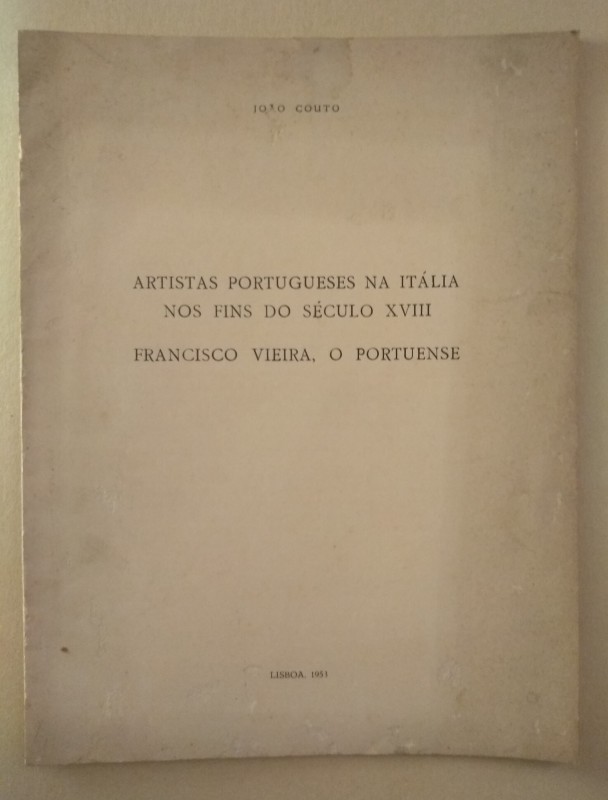 JOÃO COUTO
ARTISTAS PORTUGUESES NA ITÁLIA
NOS FINS DO SÉCULO XVIII
FRANCISCO VIEIRA, O PORTUENSE
LISBOA, 1951